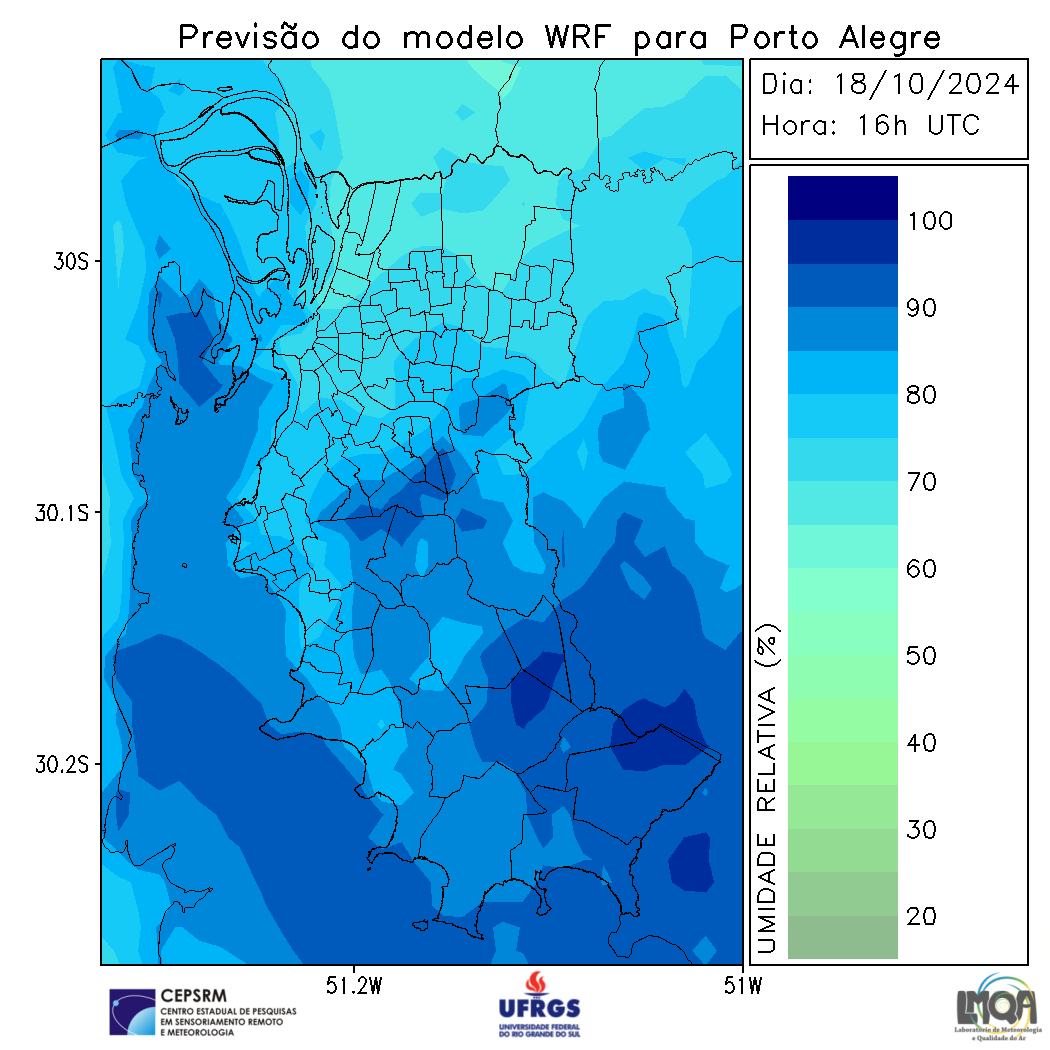 Previsão do modelo WRF para Porto Alegre
Dia: 18/10/2024
Hora: 16h UTC
30S
30.1S
30.2S
51.2W
51W
100
90
80
70
60
50
40
30
20
UMIDADE RELATIVA (%)
CEPSRM
CENTRO ESTADUAL DE PESQUISAS
EM SENSORIAMENTO REMOTO
E METEOROLOGIA
UFRGS
UNIVERSIDADE FEDERAL
DO RIO GRANDE DO SUL
LMQA
Laboratório de Meteorologia
e Qualidade do Ar